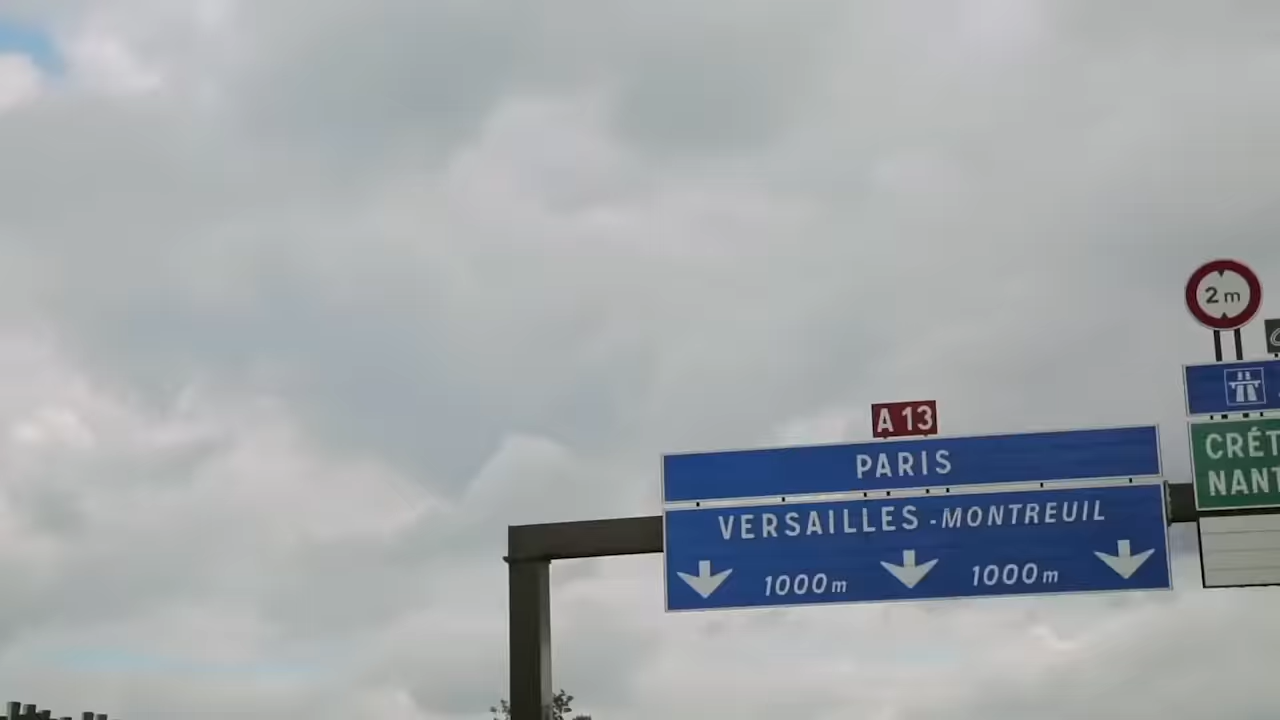 A 13
PARIS
VERSAILLES - MONTREUIL
1000m 1000m
2 m